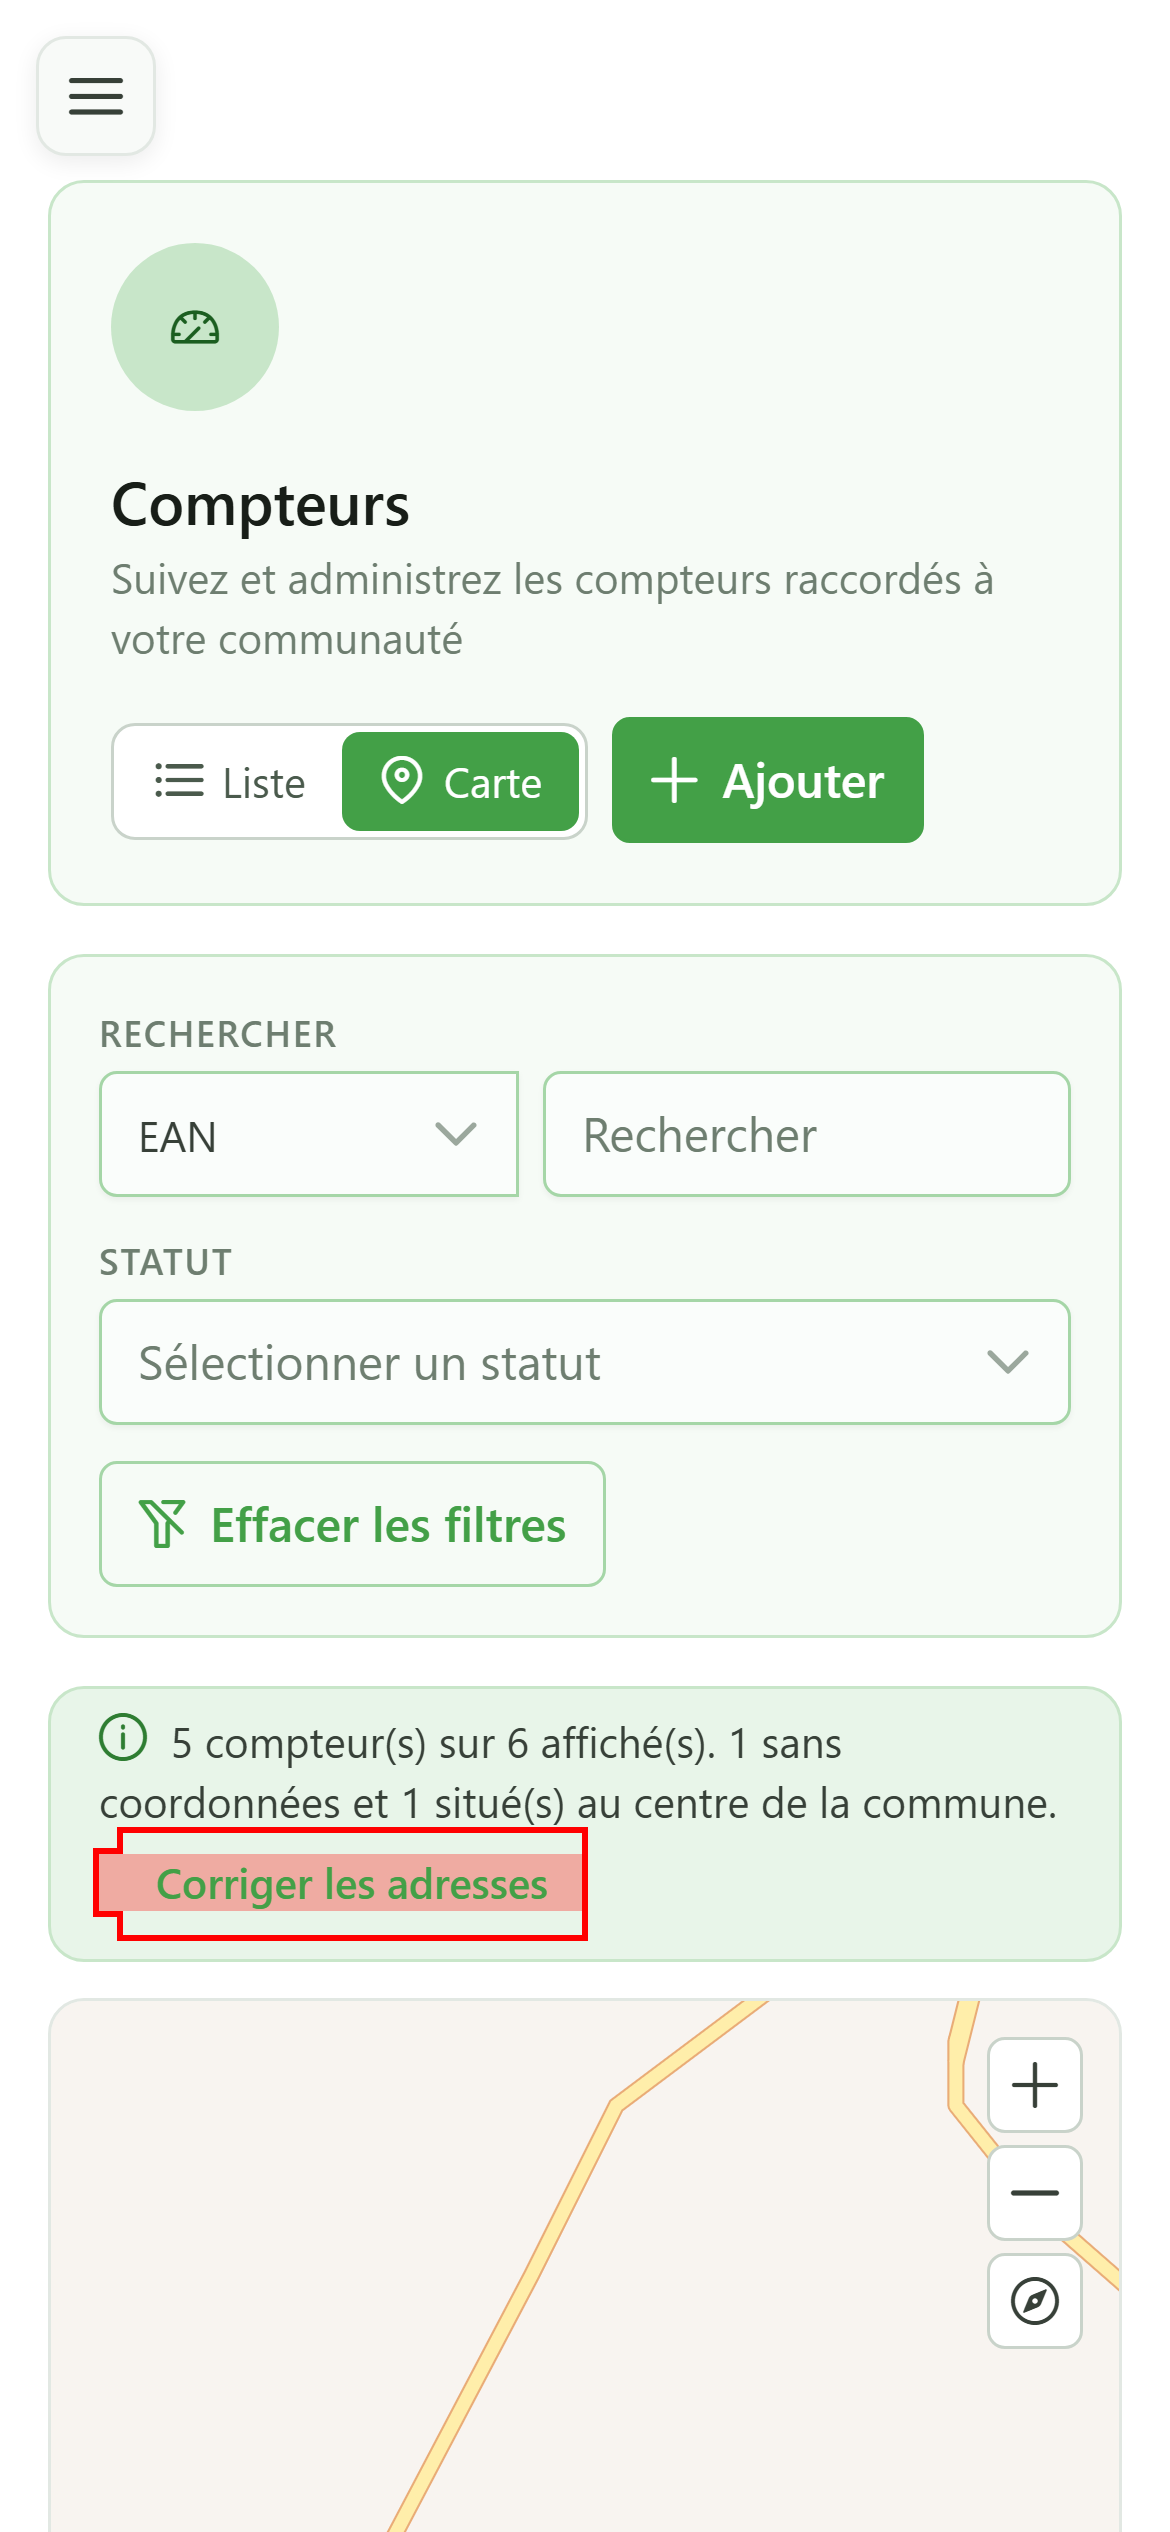 Compteurs
Suivez et administrez les compteurs raccordés à
votre communauté
Liste
Carte
Ajouter
RECHERCHER
EAN
Rechercher
STATUT
Sélectionner un statut
Effacer les filtres
5 compteur(s) sur 6 affiché(s). 1 sans
coordonnées et 1 situé(s) au centre de la commune.
Corriger les adresses